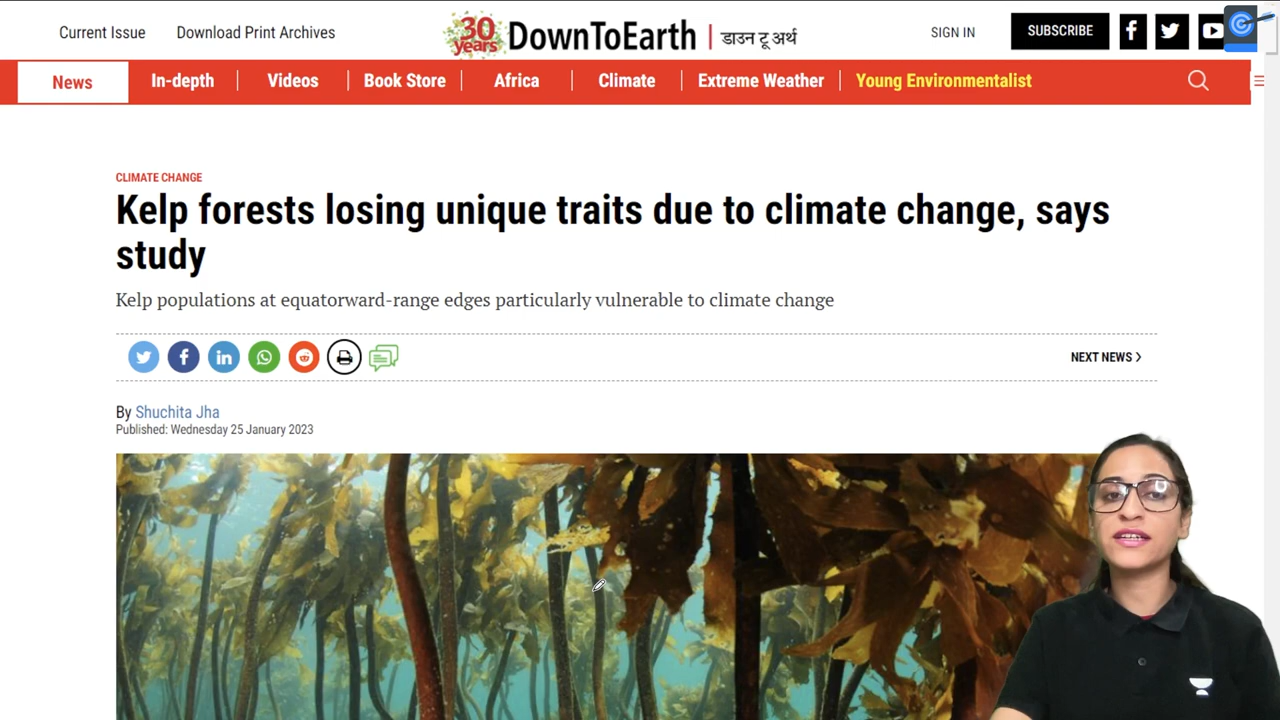 Current Issue Download Print Archives 30 years DownToEarth | डाउन टू अर्थ SIGN IN SUBSCRIBE
News In-depth Videos Book Store Africa Climate Extreme Weather Young Environmentalist
CLIMATE CHANGE
Kelp forests losing unique traits due to climate change, says
study
Kelp populations at equatorward-range edges particularly vulnerable to climate change
NEXT NEWS
By Shuchita Jha
Published: Wednesday 25 January 2023